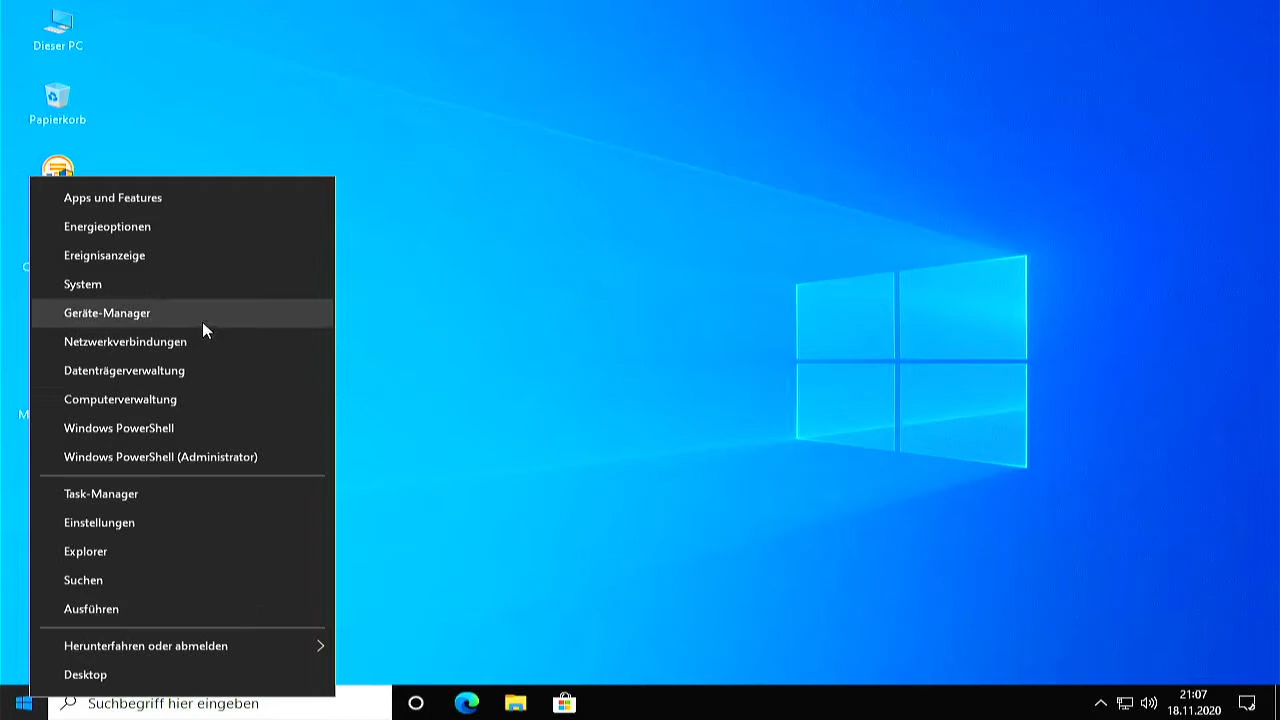 Dieser PC
Papierkorb
Apps und Features
Energieoptionen
Ereignisanzeige
System
Geräte-Manager
Netzwerkverbindungen
Datenträgerverwaltung
Computerverwaltung
Windows PowerShell
Windows PowerShell (Administrator)
Task-Manager
Einstellungen
Explorer
Suchen
Ausführen
Herunterfahren oder abmelden
Desktop
Suchbegriff hier eingeben
21:07
18.11.2020